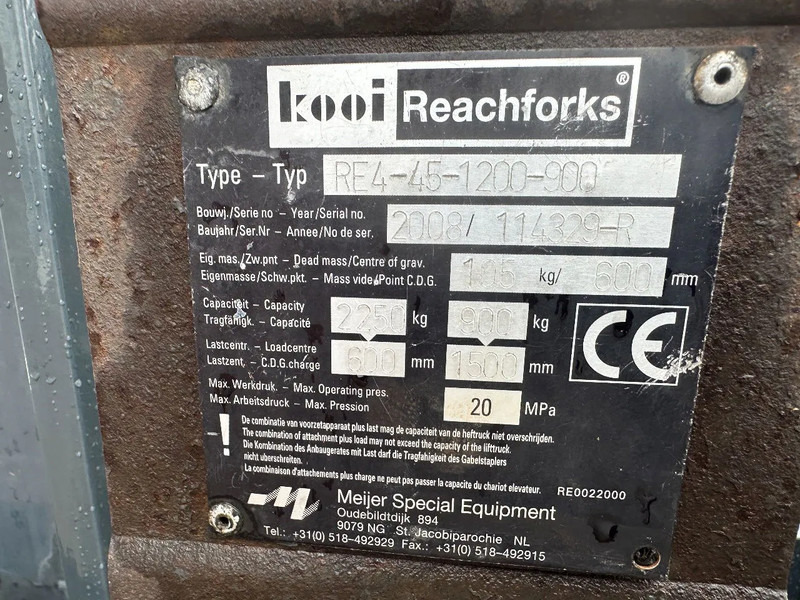 kooi Reachforks®
Type - Typ RE4-45-1200-900
Bouwj./Serie no - Year/Serial no.
Baujahr/Ser.Nr - Annee/No de ser. 2008/ 114329-R
Eig. mas./Zw.pnt - Dead mass/Centre of grav.
Eigenmasse/Schw.pkt. - Mass vide/Point C.D.G. 105 kg/ 600 mm
Capaciteit - Capacity
Tragfähigk. - Capacité 2250 kg 900 kg
Lastcentr. - Loadcentre
Lastzent. - C.D.G.charge 600 mm 1500 mm
CE
Max. Werkdruk. - Max. Operating pres.
Max. Arbeitsdruck - Max. Pression 20 MPa
! De combinatie van voorzetapparaat plus last mag de capaciteit van de heftruck niet overschrijden.
The combination of attachment plus load may not exceed the capacity of the lifttruck.
Die Kombination des Anbaugerates mit Last darf die Tragfähigkeit des Gabelstaplers
nicht uberschreiten.
La combinaison d'attachements plus charge ne peut pas passer la capacité du chariot elevateur. RE0022000
Meijer Special Equipment
Oudebildtdijk 894
9079 NG St. Jacobiparochie NL
Tel.: +31(0) 518-492929 Fax.: +31(0) 518-492915